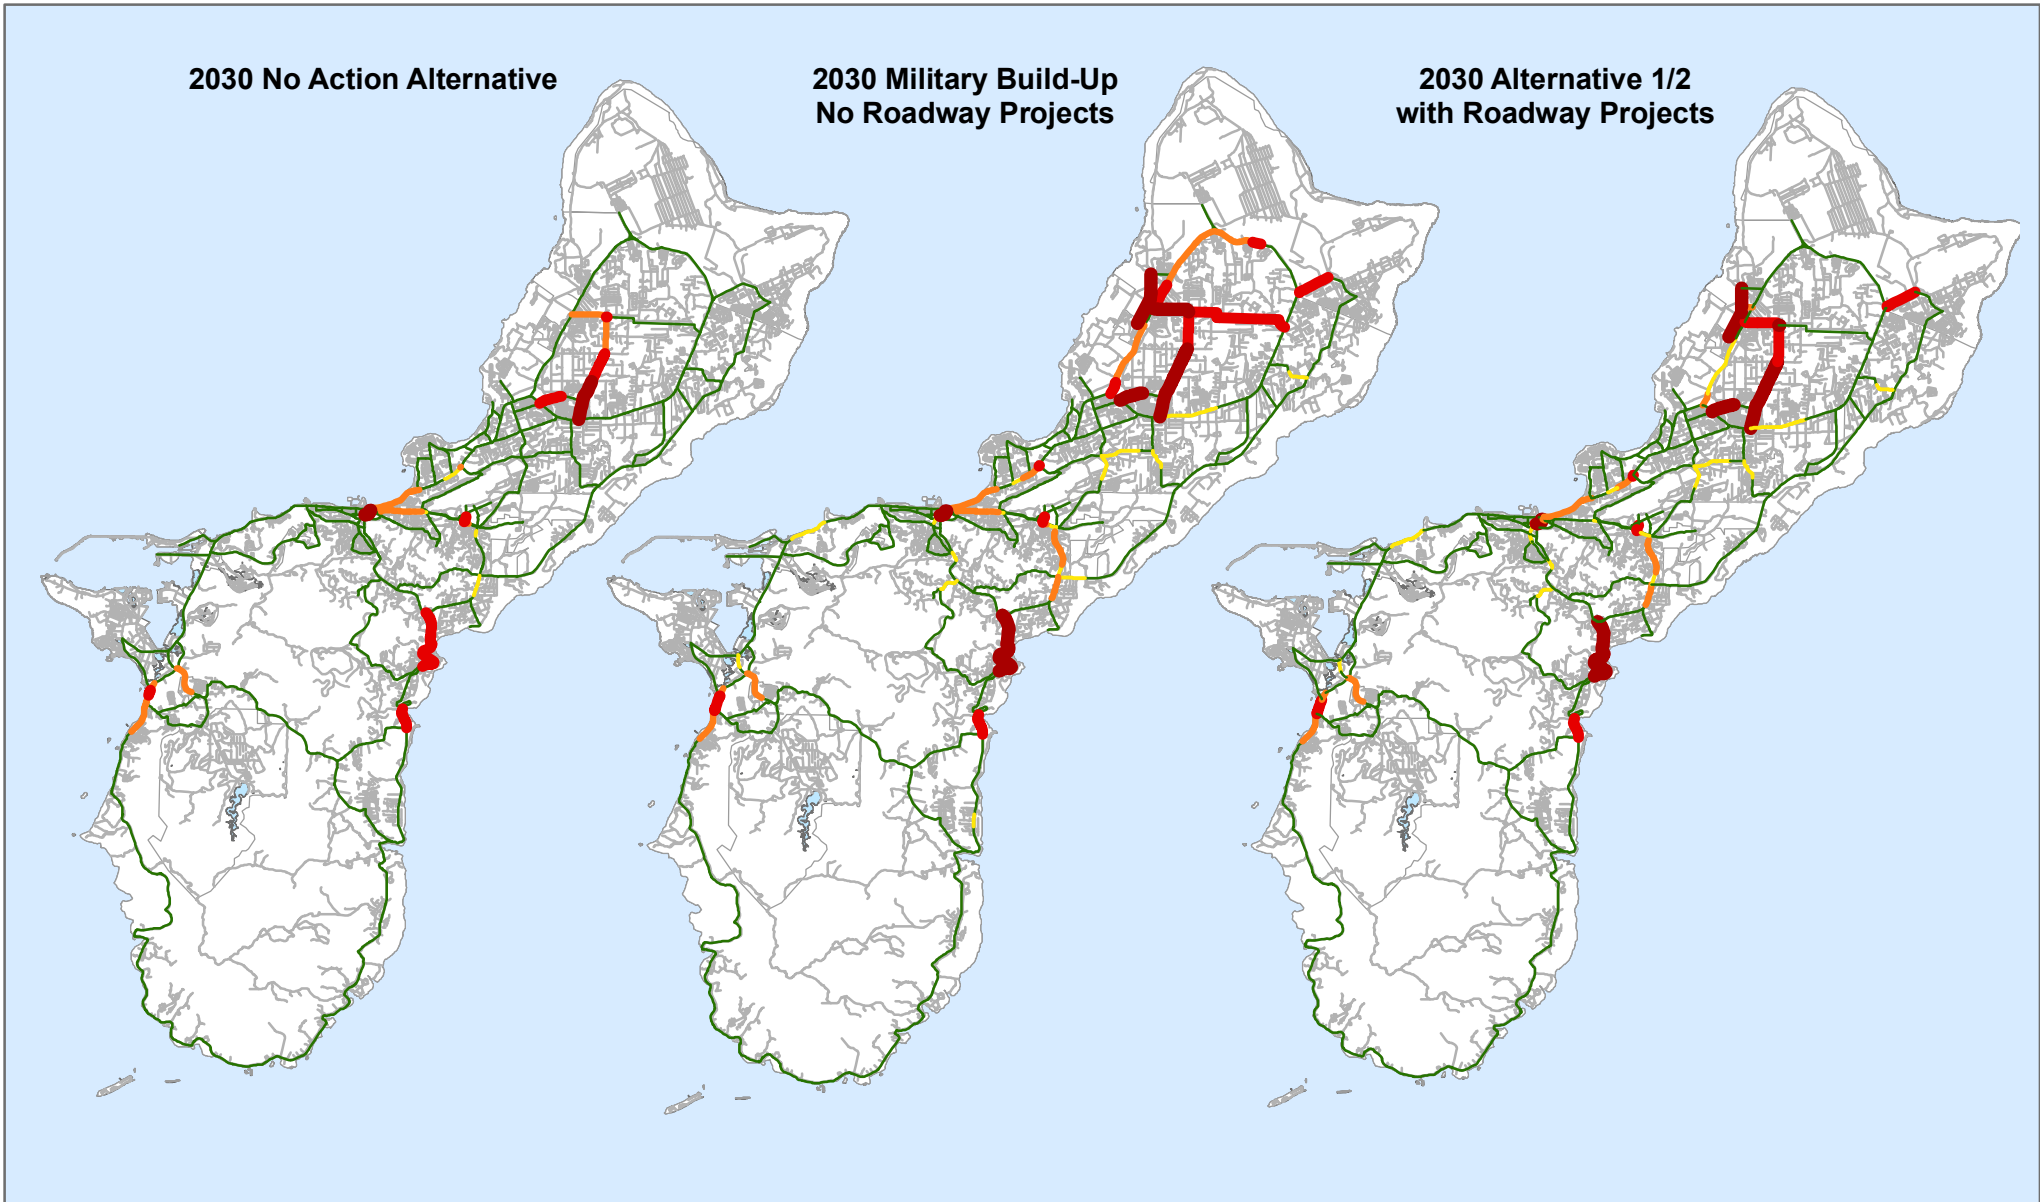 2030 No Action Alternative
2030 Military Build-Up
No Roadway Projects
2030 Alternative 1/2
with Roadway Projects